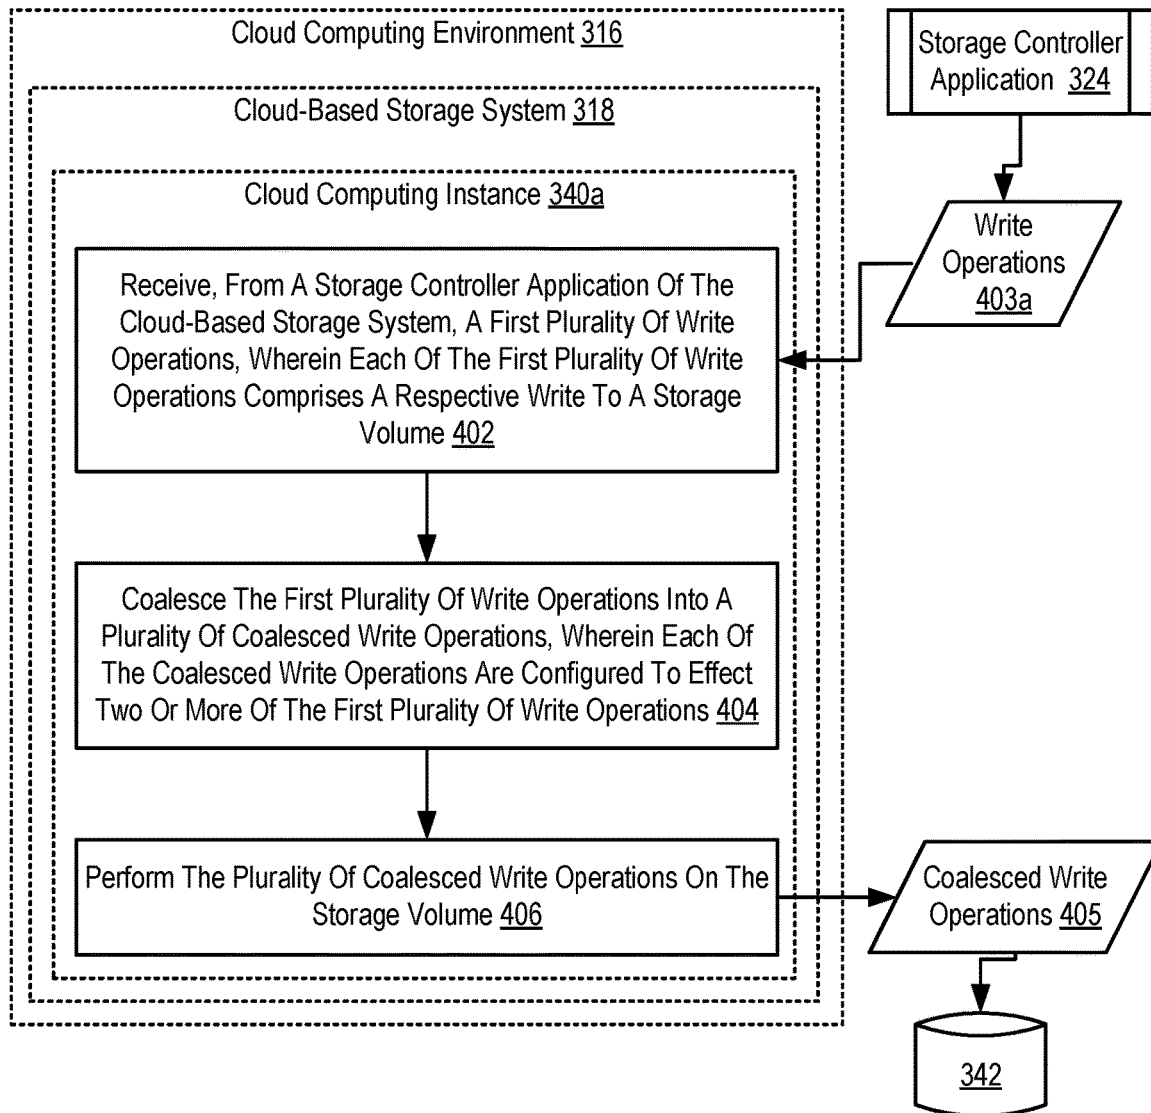 Cloud Computing Environment 316
Storage Controller
Application 324
Cloud-Based Storage System 318
Cloud Computing Instance 340a
Write
Operations
403a
Receive, From A Storage Controller Application Of The
Cloud-Based Storage System, A First Plurality Of Write
Operations, Wherein Each Of The First Plurality Of Write
Operations Comprises A Respective Write To A Storage
Volume 402
Coalesce The First Plurality Of Write Operations Into A
Plurality Of Coalesced Write Operations, Wherein Each Of
The Coalesced Write Operations Are Configured To Effect
Two Or More Of The First Plurality Of Write Operations 404
Perform The Plurality Of Coalesced Write Operations On The
Storage Volume 406
Coalesced Write
Operations 405
342